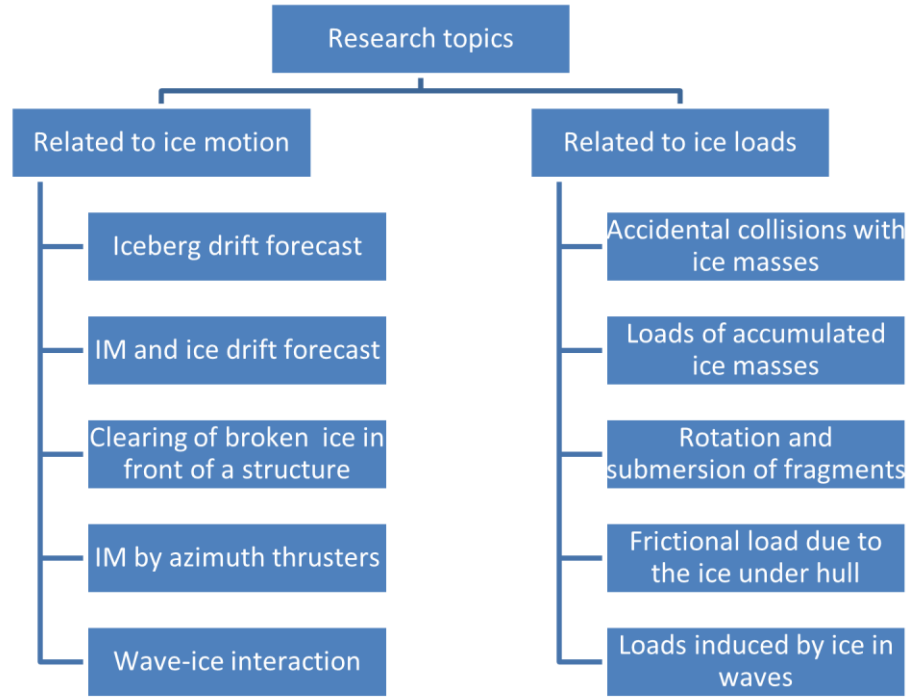 Research topics
Related to ice motion
Iceberg drift forecast
IM and ice drift forecast
Clearing of broken ice in
front of a structure
IM by azimuth thrusters
Wave-ice interaction
Related to ice loads
Accidental collisions with
ice masses
Loads of accumulated
ice masses
Rotation and
submersion of fragments
Frictional load due to
the ice under hull
Loads induced by ice in
waves